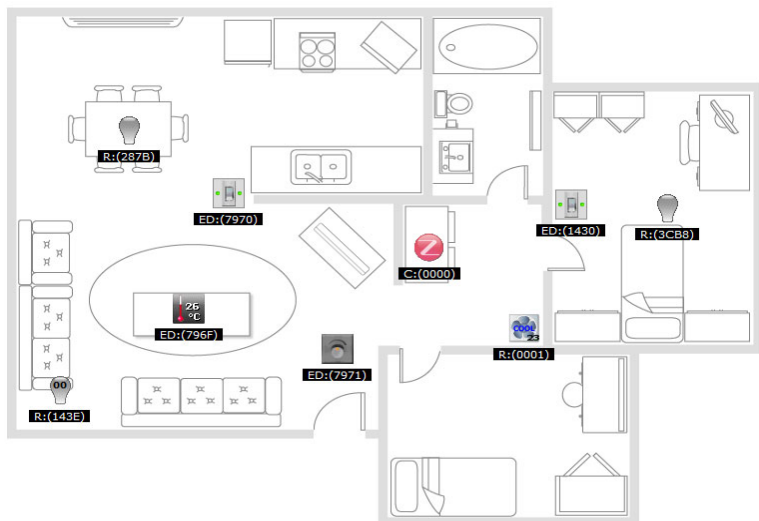 R:(287B)
ED:(7970)
ED:(1430)
R:(3CB8)
Z
C:(0000)
26
°C
ED:(796F)
COOL
23
R:(0001)
ED:(7971)
00
R:(143E)